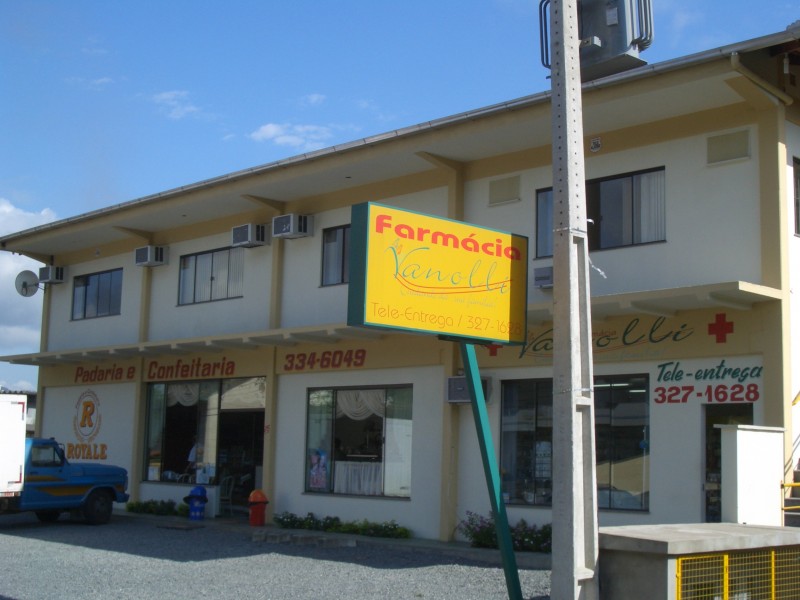 Farmácia
Vanolli
Tele-Entrega / 327-1628
Padaria e Confeitaria
334-6049
R
ROYALE
Vanolli
Tele-entrega
327-1628